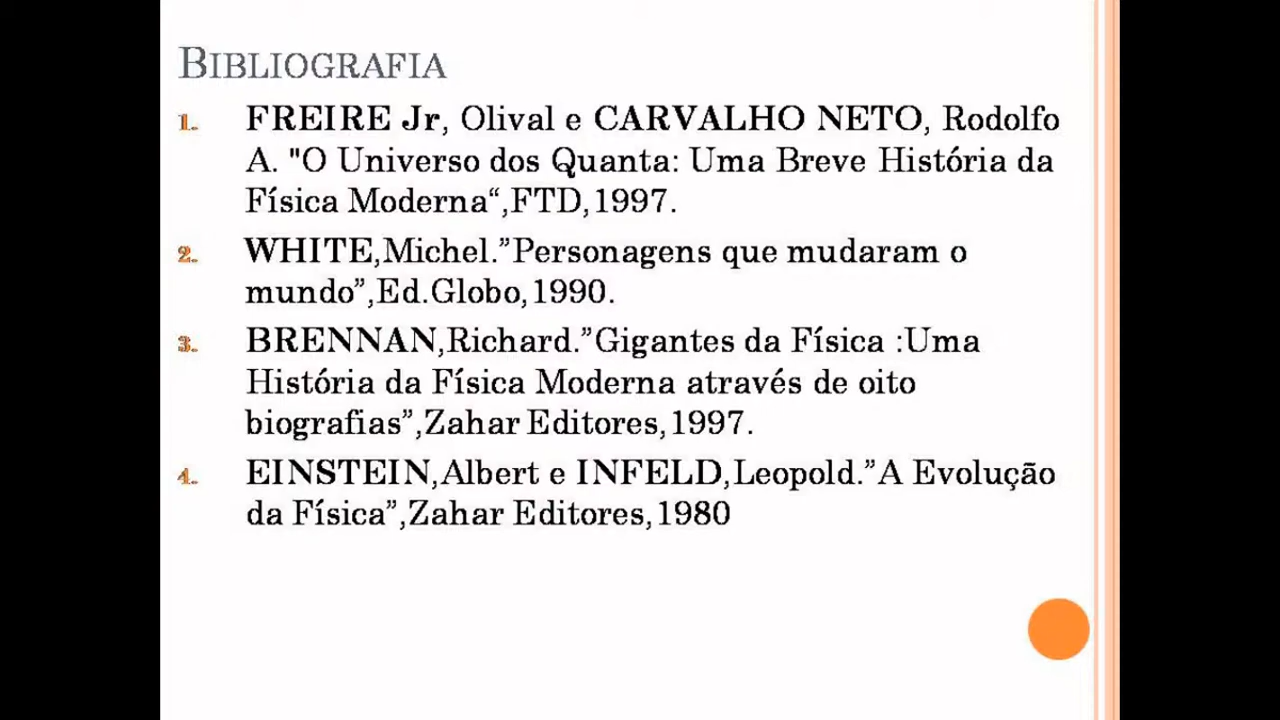 BIBLIOGRAFIA
1. FREIRE Jr, Olival e CARVALHO NETO, Rodolfo
A. "O Universo dos Quanta: Uma Breve História da
Física Moderna“,FTD,1997.
2. WHITE,Michel.”Personagens que mudaram o
mundo”,Ed.Globo,1990.
3. BRENNAN,Richard.”Gigantes da Física :Uma
História da Física Moderna através de oito
biografias”,Zahar Editores,1997.
4. EINSTEIN,Albert e INFELD,Leopold.”A Evolução
da Física”,Zahar Editores,1980